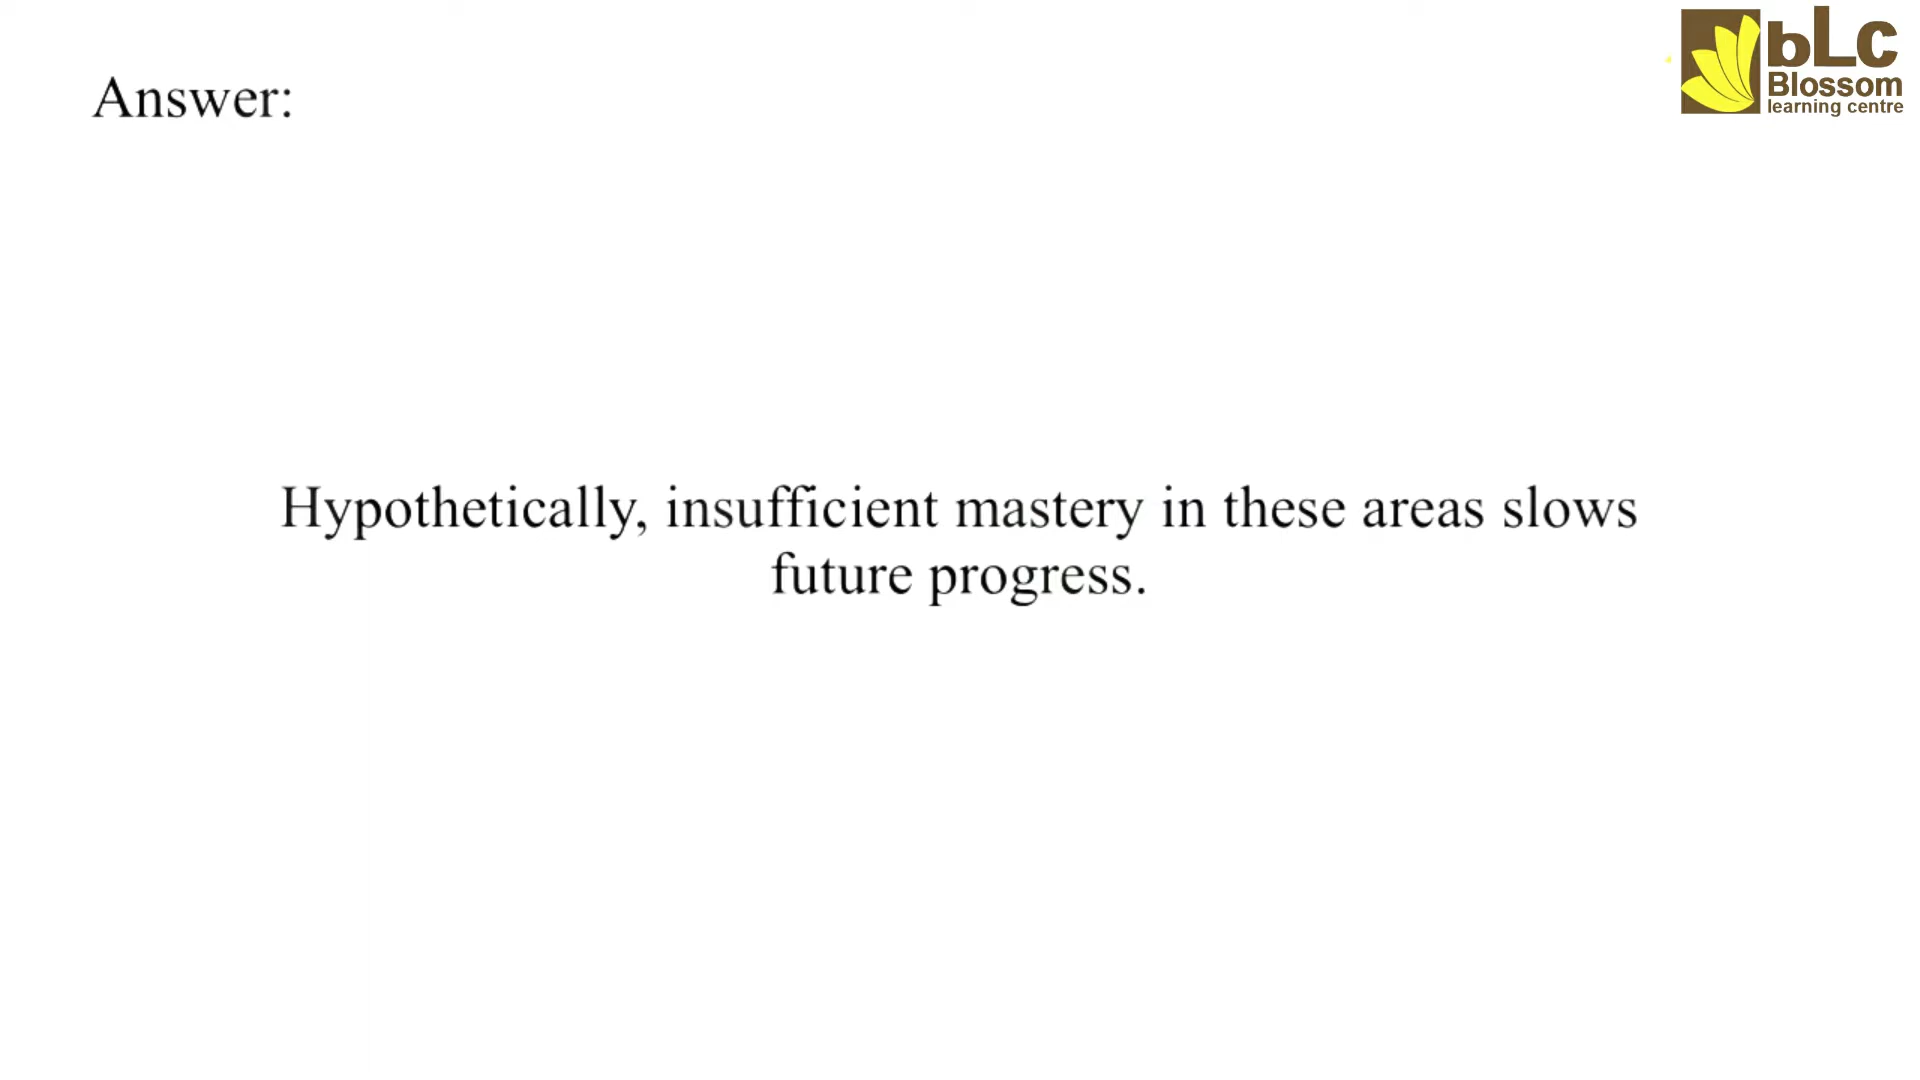 bLc
Blossom
learning centre
Answer:
Hypothetically, insufficient mastery in these areas slows
future progress.